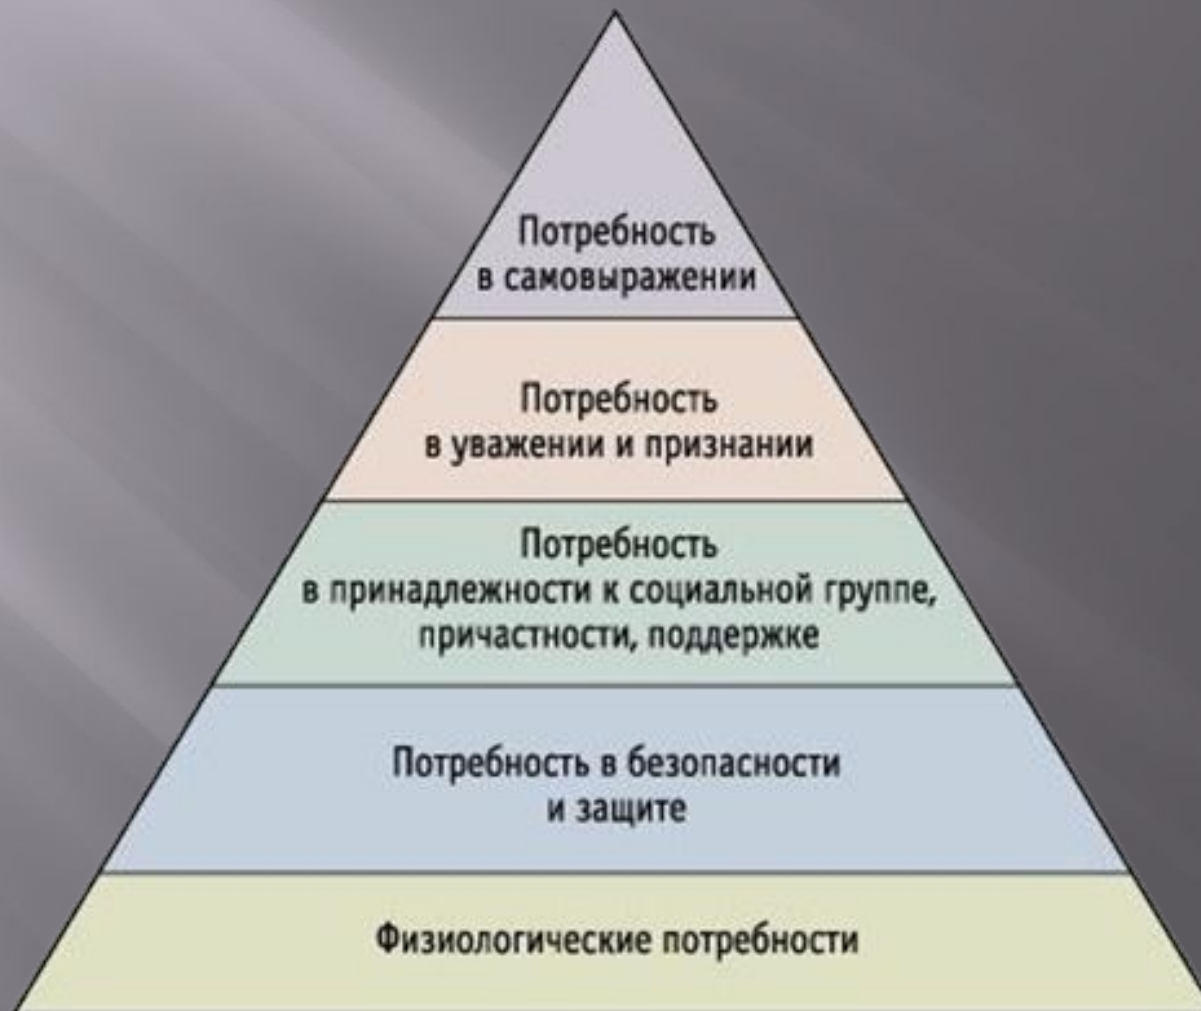 Потребность
в самовыражении
Потребность
в уважении и признании
Потребность
в принадлежности к социальной группе,
причастности, поддержке
Потребность в безопасности
и защите
Физиологические потребности